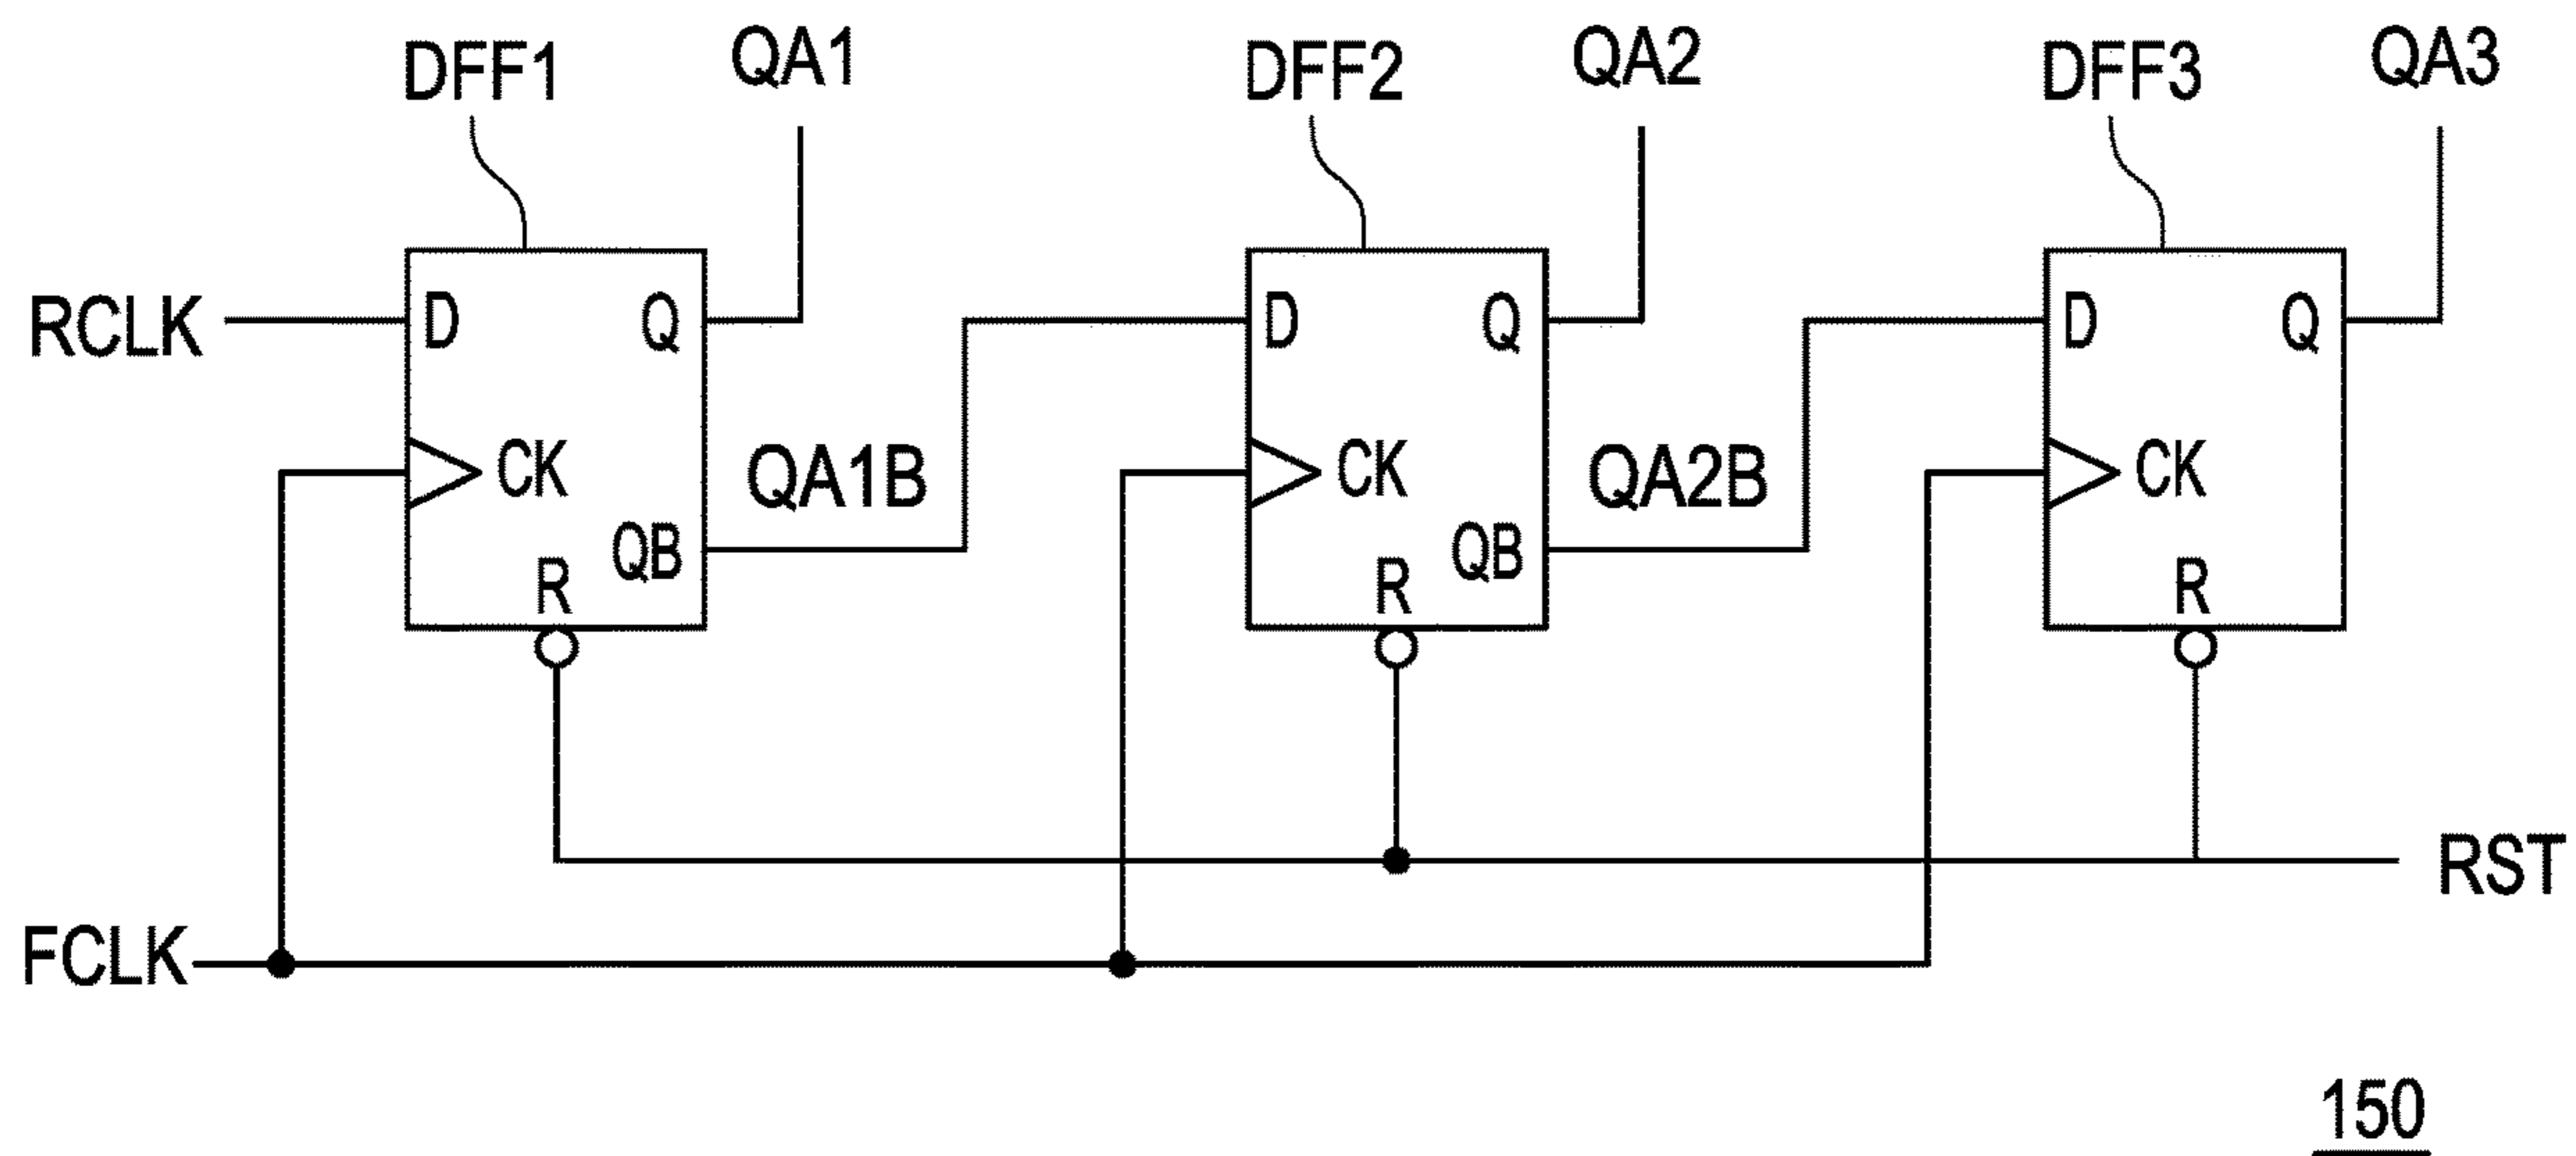 DFF1 QA1 DFF2 QA2 DFF3 QA3
RCLK D Q D Q D Q
CK QA1B CK QA2B CK
QB QB
R R R
RST
FCLK
150